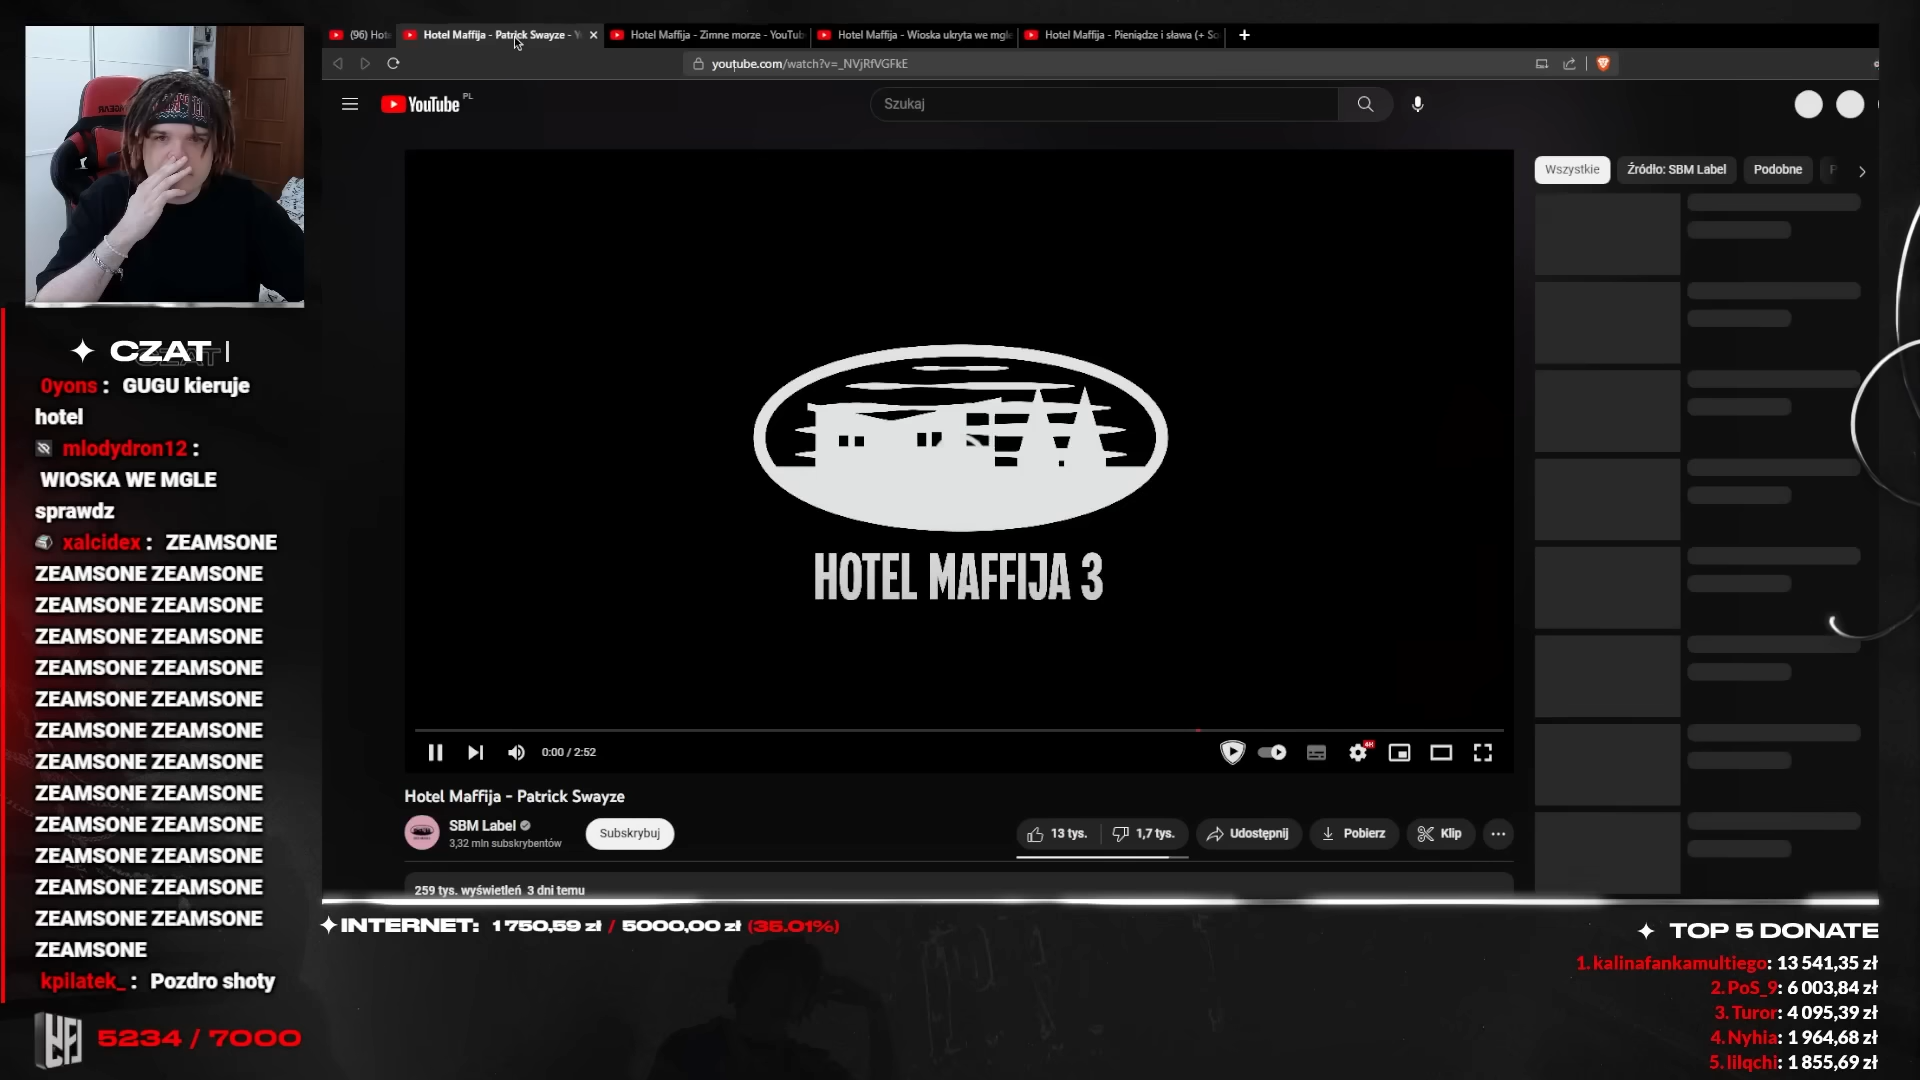 (96) Hote
Hotel Maffija - Patrick Swayze - Y
Hotel Maffija - Zimne morze - YouTub
Hotel Maffija - Wioska ukryta we mgle
Hotel Maffija - Pieniądze i sława (+ So
youtube.com/watch?v=_NVjRfVGFkE
YouTube PL
Szukaj
Wszystkie
Źródło: SBM Label
Podobne
HOTEL MAFFIJA 3
0:00 / 2:52
Hotel Maffija - Patrick Swayze
SBM Label
3,32 mln subskrybentów
Subskrybuj
13 tys.
1,7 tys.
Udostępnij
Pobierz
Klip
259 tys. wyświetleń 3 dni temu
CZAT
0yons : GUGU kieruje
hotel
mlodydron12 :
WIOSKA WE MGLE
sprawdz
xalcidex : ZEAMSONE
ZEAMSONE ZEAMSONE
ZEAMSONE ZEAMSONE
ZEAMSONE ZEAMSONE
ZEAMSONE ZEAMSONE
ZEAMSONE ZEAMSONE
ZEAMSONE ZEAMSONE
ZEAMSONE ZEAMSONE
ZEAMSONE ZEAMSONE
ZEAMSONE ZEAMSONE
ZEAMSONE ZEAMSONE
ZEAMSONE ZEAMSONE
ZEAMSONE ZEAMSONE
ZEAMSONE
kpilatek_ : Pozdro shoty
5234 / 7000
INTERNET: 1 750,59 zł / 5000,00 zł (35.01%)
TOP 5 DONATE
1. kalinafankamultiego: 13 541,35 zł
2. PoS_9: 6 003,84 zł
3. Turor: 4 095,39 zł
4. Nyhia: 1 964,68 zł
5. lilqchi: 1 855,69 zł